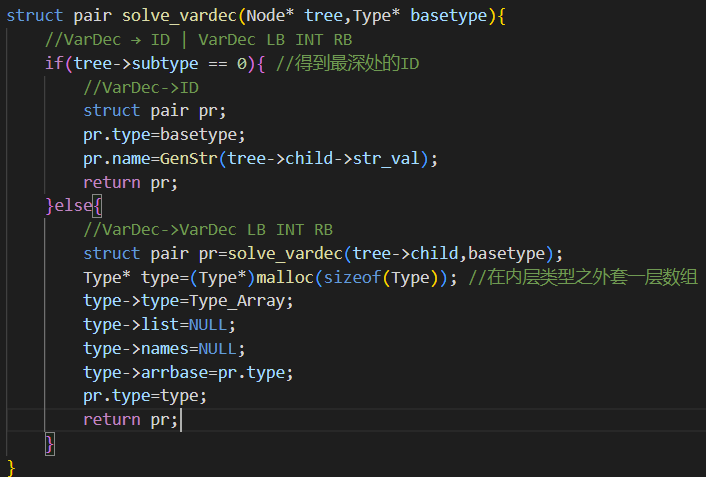 struct pair solve_vardec(Node* tree,Type* basetype){
//VarDec → ID | VarDec LB INT RB
if(tree->subtype == 0){ //得到最深处的ID
//VarDec->ID
struct pair pr;
pr.type=basetype;
pr.name=GenStr(tree->child->str_val);
return pr;
}else{
//VarDec->VarDec LB INT RB
struct pair pr=solve_vardec(tree->child,basetype);
Type* type=(Type*)malloc(sizeof(Type)); //在内层类型之外套一层数组
type->type=Type_Array;
type->list=NULL;
type->names=NULL;
type->arrbase=pr.type;
pr.type=type;
return pr;
}
}